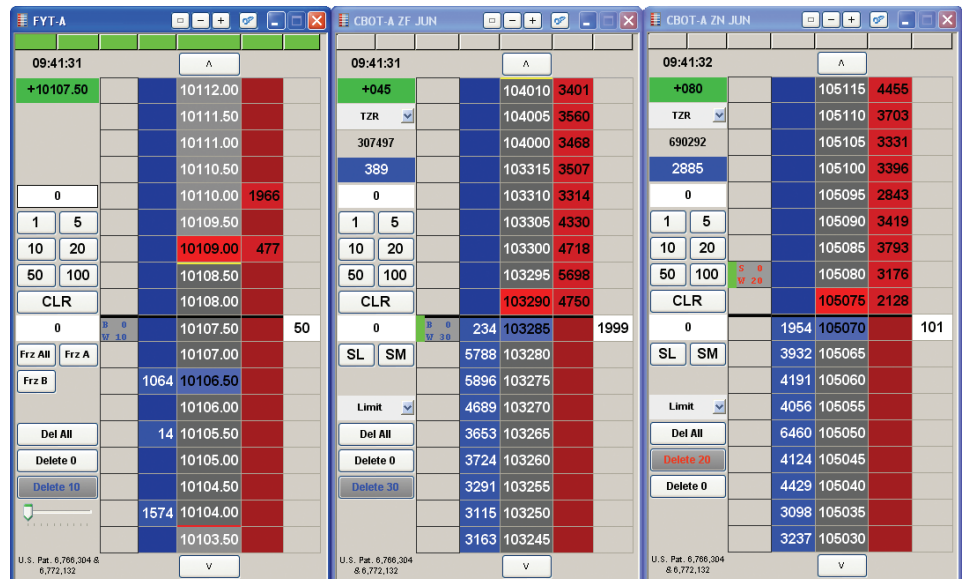 FYT-A
09:41:31 ^
+10107.50 10112.00
10111.50
10111.00
10110.50
0 10110.00 1966
1 5 10109.50
10 20 10109.00 477
50 100 10108.50
CLR 10108.00
0 B 0 W 10 10107.50 50
Frz All Frz A 10107.00
Frz B 1064 10106.50
10106.00
Del All 14 10105.50
Delete 0 10105.00
Delete 10 10104.50
1574 10104.00
10103.50
U.S. Pat. 6,766,304 &
6,772,132 v
CBOT-A ZF JUN
09:41:31 ^
+045 104010 3401
TZR 104005 3560
307497 104000 3468
389 103315 3507
0 103310 3314
1 5 103305 4330
10 20 103300 4718
50 100 103295 5698
CLR 103290 4750
0 B 0 W 30 234 103285 1999
SL SM 5788 103280
5896 103275
Limit 4689 103270
Del All 3653 103265
Delete 0 3724 103260
Delete 30 3291 103255
3115 103250
3163 103245
U.S. Pat. 6,766,304
& 6,772,132 v
CBOT-A ZN JUN
09:41:32 ^
+080 105115 4455
TZR 105110 3703
690292 105105 3331
2885 105100 3396
0 105095 2843
1 5 105090 3419
10 20 105085 3793
50 100 S 0 W 20 105080 3176
CLR 105075 2128
0 1954 105070 101
SL SM 3932 105065
4191 105060
Limit 4056 105055
Del All 6460 105050
Delete 20 4124 105045
Delete 0 4429 105040
3098 105035
3237 105030
U.S. Pat. 6,766,304
& 6,772,132 v